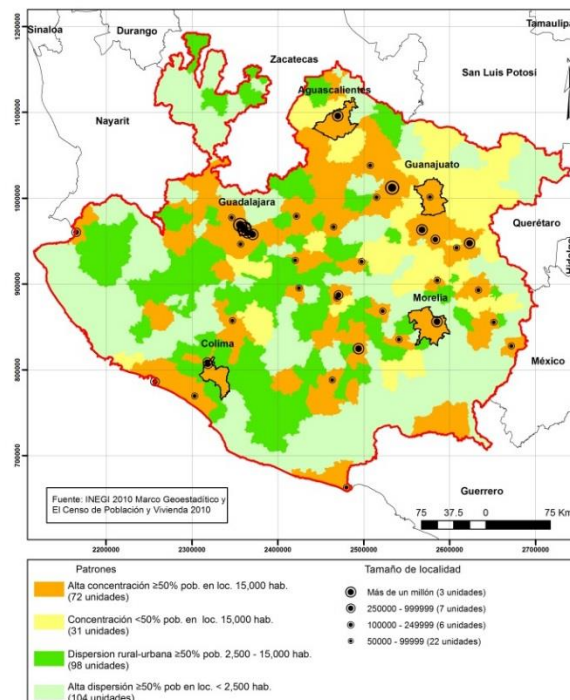 Sinaloa
Durango
Tamaulipa
Zacatecas
San Luis Potosí
Aguascalientes
Nayarit
Guanajuato
Guadalajara
Querétaro
Morelia
Colima
México
Guerrero
1200000
1100000
1000000
900000
800000
700000
Fuente: INEGI 2010 Marco Geoestadítico y
El Censo de Población y Vivienda 2010
75 37.5 0 75 Km
2200000 2300000 2400000 2500000 2600000 2700000
Patrones
Alta concentración ≥50% pob. en loc. 15,000 hab.
(72 unidades)
Concentración <50% pob. en loc. 15,000 hab.
(31 unidades)
Dispersion rural-urbana ≥50% pob. 2,500 - 15,000 hab.
(98 unidades)
Alta dispersión ≥50% pob en loc. < 2,500 hab.
(104 unidades)
Tamaño de localidad
Más de un millón (3 unidades)
250000 - 999999 (7 unidades)
100000 - 249999 (6 unidades)
50000 - 99999 (22 unidades)